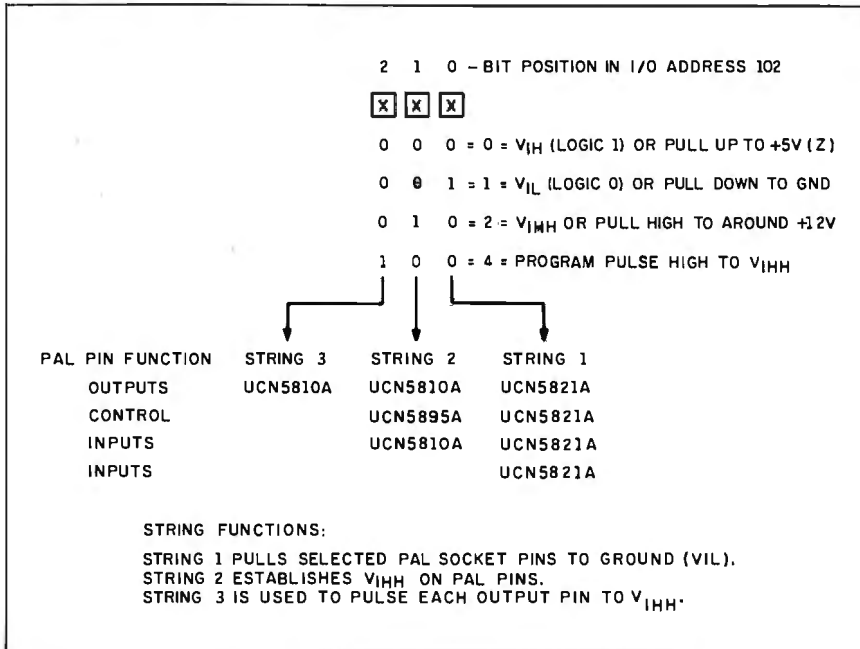 2 1 0 – BIT POSITION IN I/O ADDRESS 102
X X X
0 0 0 = 0 = VIH (LOGIC 1) OR PULL UP TO +5V (Z)
0 0 1 = 1 = VIL (LOGIC 0) OR PULL DOWN TO GND
0 1 0 = 2 = VIHH OR PULL HIGH TO AROUND +12V
1 0 0 = 4 = PROGRAM PULSE HIGH TO VIHH
PAL PIN FUNCTION STRING 3 STRING 2 STRING 1
OUTPUTS UCN5810A UCN5810A UCN5821A
CONTROL UCN5895A UCN5821A
INPUTS UCN5810A UCN5821A
INPUTS UCN5821A
STRING FUNCTIONS:
STRING 1 PULLS SELECTED PAL SOCKET PINS TO GROUND (VIL).
STRING 2 ESTABLISHES VIHH ON PAL PINS.
STRING 3 IS USED TO PULSE EACH OUTPUT PIN TO VIHH.